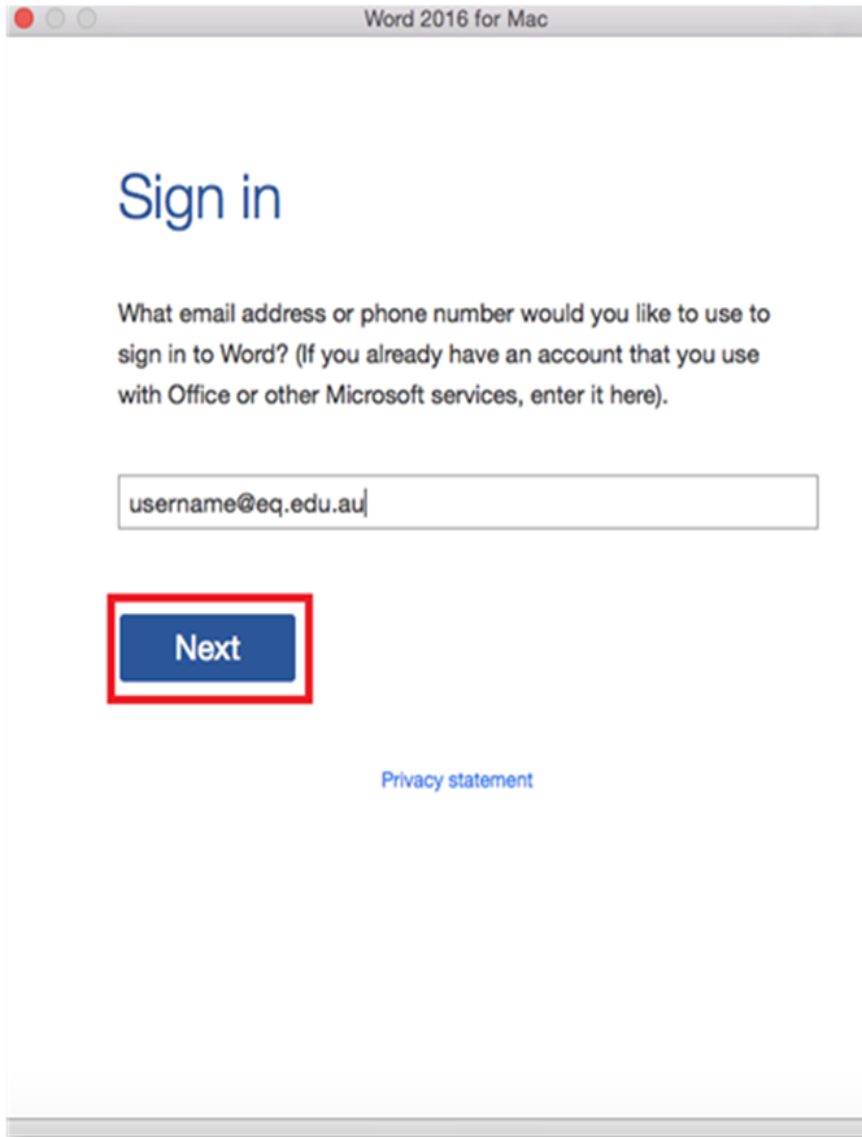 Word 2016 for Mac
Sign in
What email address or phone number would you like to use to
sign in to Word? (If you already have an account that you use
with Office or other Microsoft services, enter it here).
username@eq.edu.au
Next
Privacy statement